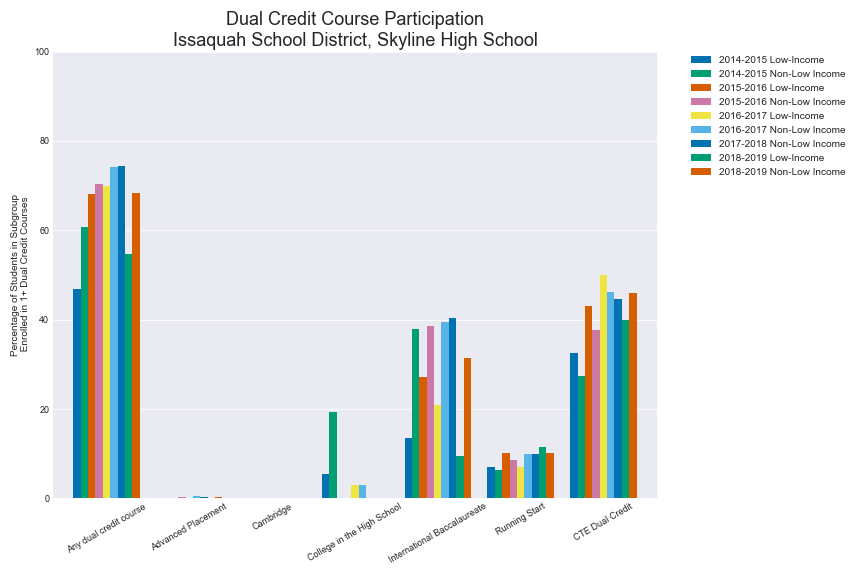 Dual Credit Course Participation
Issaquah School District, Skyline High School
Percentage of Students in Subgroup
Enrolled in 1+ Dual Credit Courses
100
80
60
40
20
0
Any dual credit course
Advanced Placement
Cambridge
College in the High School
International Baccalaureate
Running Start
CTE Dual Credit
2014-2015 Low-Income
2014-2015 Non-Low Income
2015-2016 Low-Income
2015-2016 Non-Low Income
2016-2017 Low-Income
2016-2017 Non-Low Income
2017-2018 Non-Low Income
2018-2019 Low-Income
2018-2019 Non-Low Income